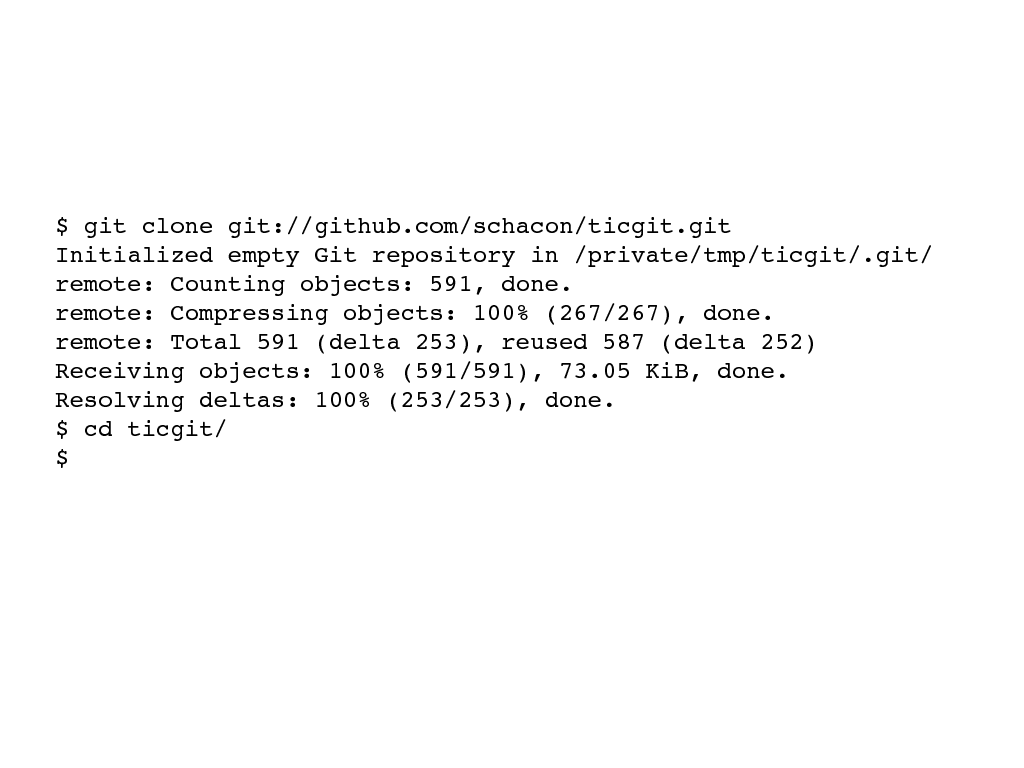 $ git clone git://github.com/schacon/ticgit.git
Initialized empty Git repository in /private/tmp/ticgit/.git/
remote: Counting objects: 591, done.
remote: Compressing objects: 100% (267/267), done.
remote: Total 591 (delta 253), reused 587 (delta 252)
Receiving objects: 100% (591/591), 73.05 KiB, done.
Resolving deltas: 100% (253/253), done.
$ cd ticgit/
$